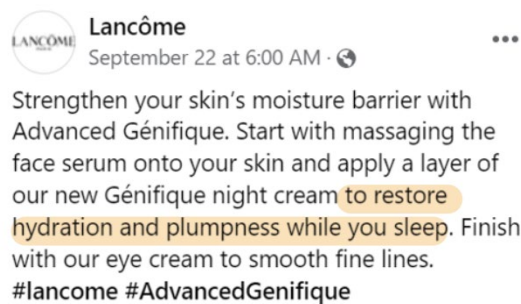 LANCÔME
PARIS
Lancôme
September 22 at 6:00 AM ·
Strengthen your skin's moisture barrier with
Advanced Génifique. Start with massaging the
face serum onto your skin and apply a layer of
our new Génifique night cream to restore
hydration and plumpness while you sleep. Finish
with our eye cream to smooth fine lines.
#lancome #AdvancedGenifique